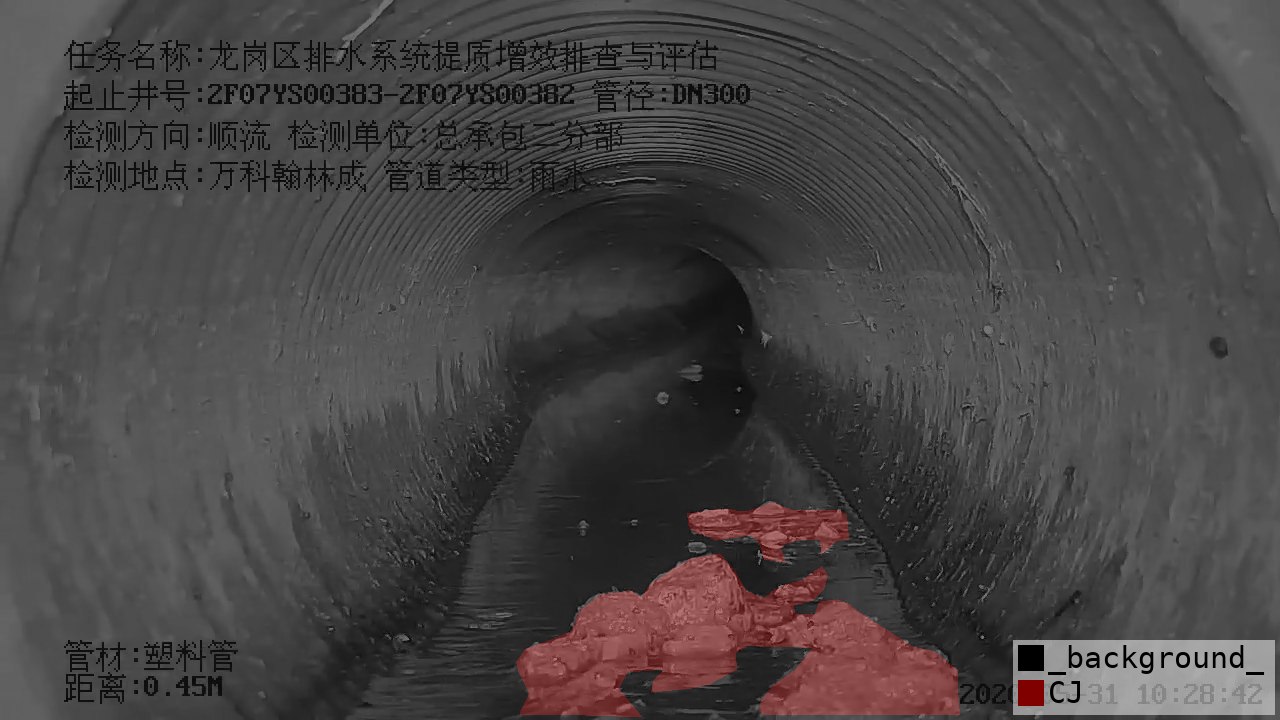 任务名称:龙岗区排水系统提质增效排查与评估
起止井号:2F07YS00383-2F07YS00382 管径:DN300
检测方向:顺流 检测单位:总承包二分部
检测地点:万科翰林成 管道类型:雨水
管材:塑料管
距离:0.45M
_background_
CJ
31 10:28:42